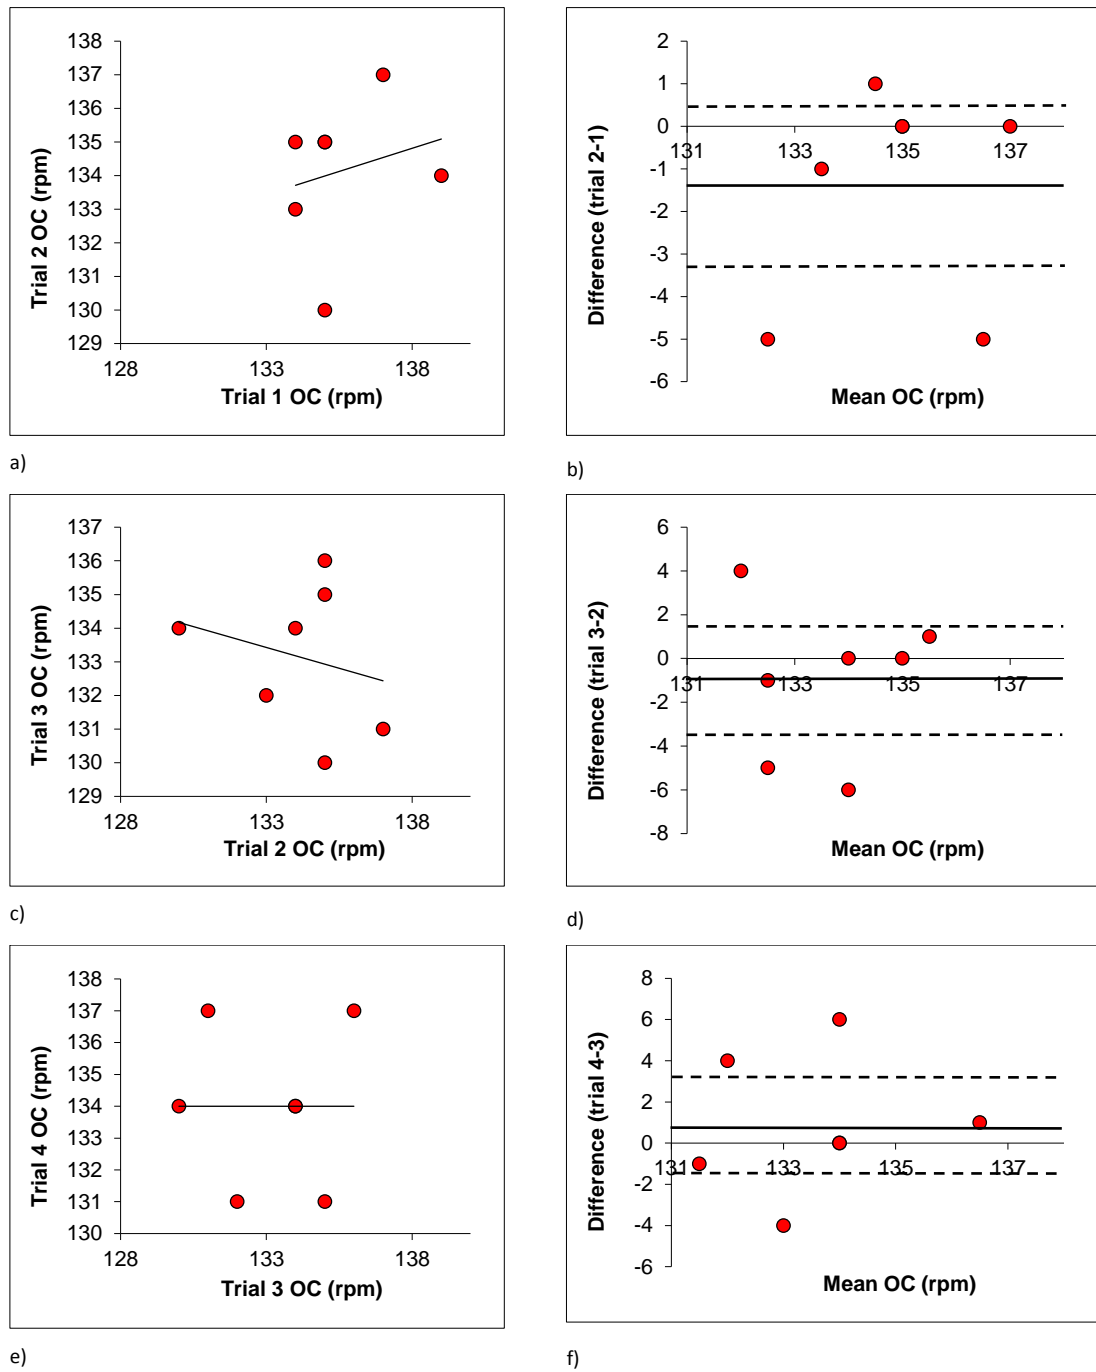 138
137
136
135
134
133
132
131
130
129
128 133 138
Trial 2 OC (rpm)
Trial 1 OC (rpm)
a)
2
1
0
-1
-2
-3
-4
-5
-6
131 133 135 137
Difference (trial 2-1)
Mean OC (rpm)
b)
137
136
135
134
133
132
131
130
129
128 133 138
Trial 3 OC (rpm)
Trial 2 OC (rpm)
c)
6
4
2
0
-2
-4
-6
-8
131 133 135 137
Difference (trial 3-2)
Mean OC (rpm)
d)
138
137
136
135
134
133
132
131
130
128 133 138
Trial 4 OC (rpm)
Trial 3 OC (rpm)
e)
8
6
4
2
0
-2
-4
-6
131 133 135 137
Difference (trial 4-3)
Mean OC (rpm)
f)